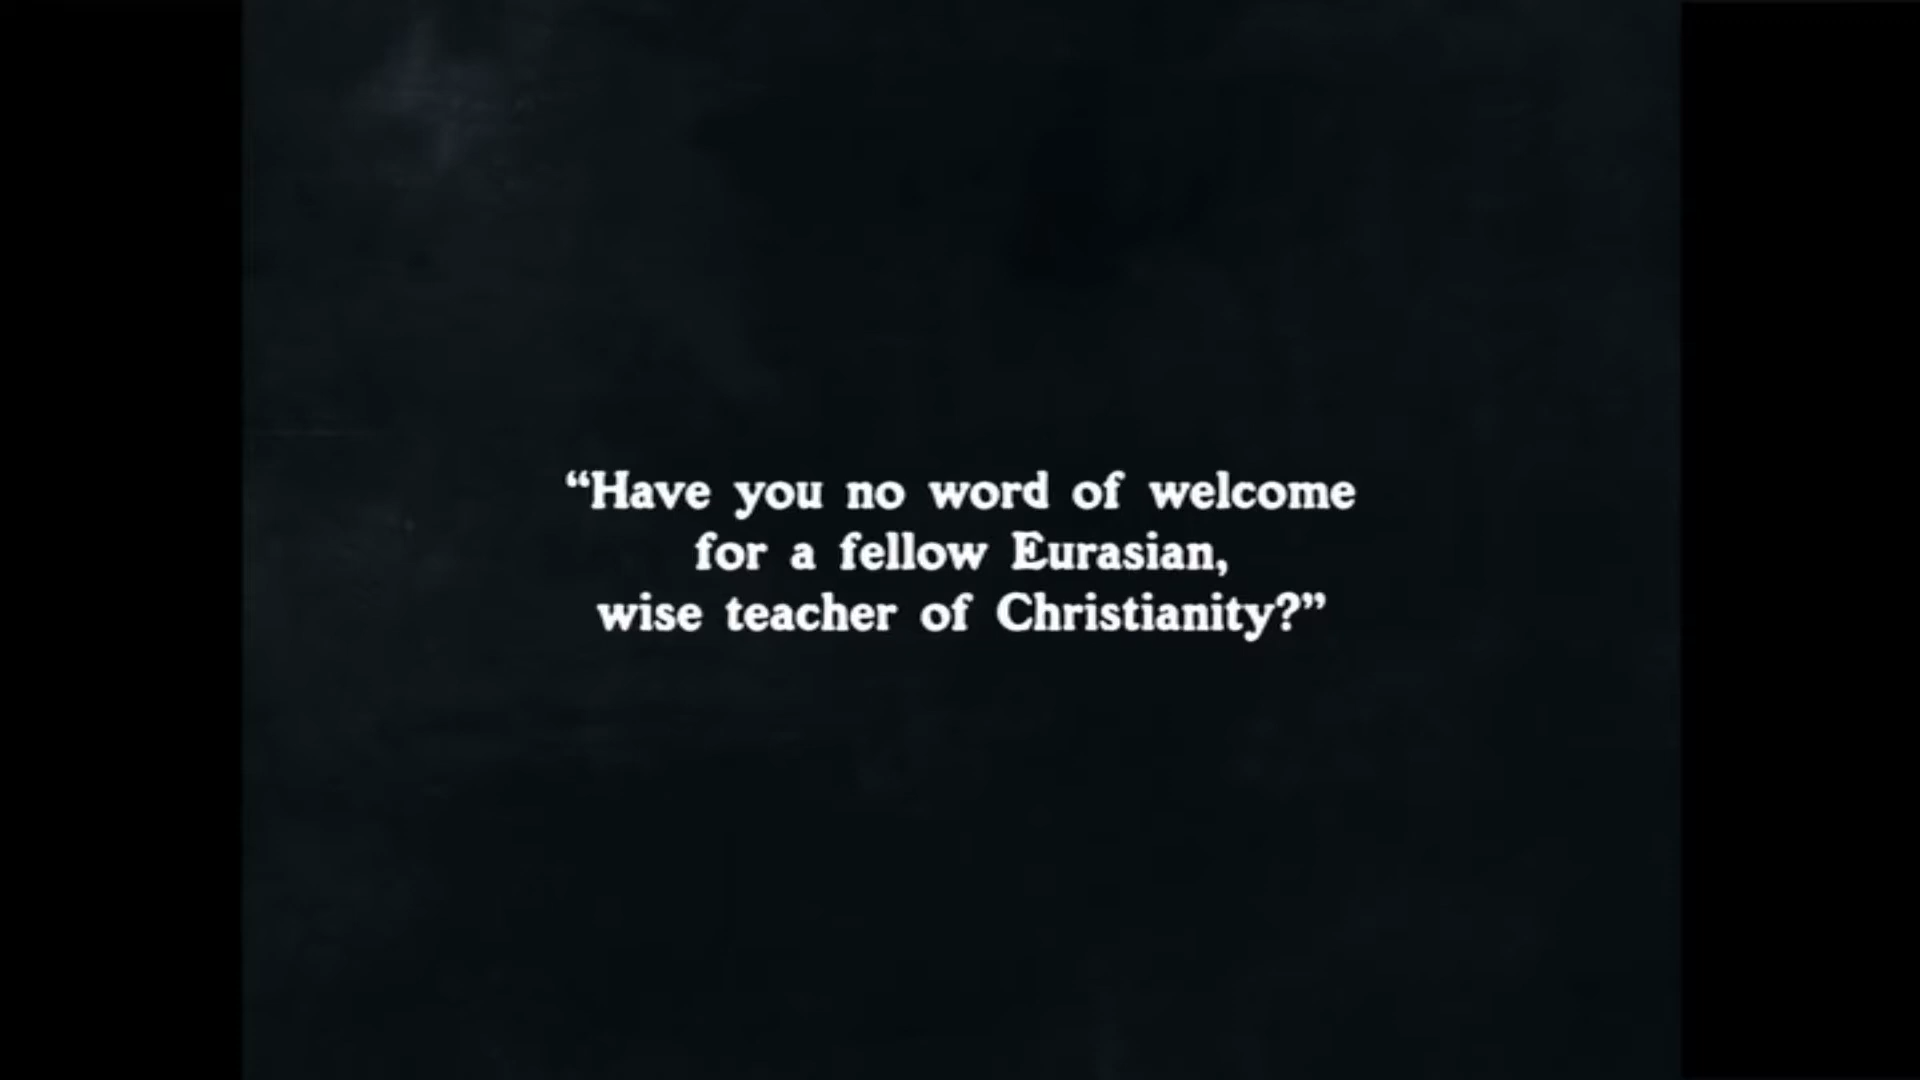 “Have you no word of welcome
for a fellow Eurasian,
wise teacher of Christianity?”